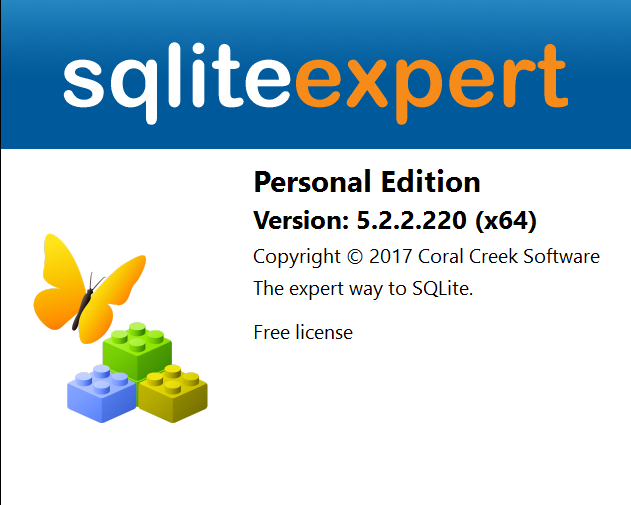 sqliteexpert
Personal Edition
Version: 5.2.2.220 (x64)
Copyright © 2017 Coral Creek Software
The expert way to SQLite.
Free license